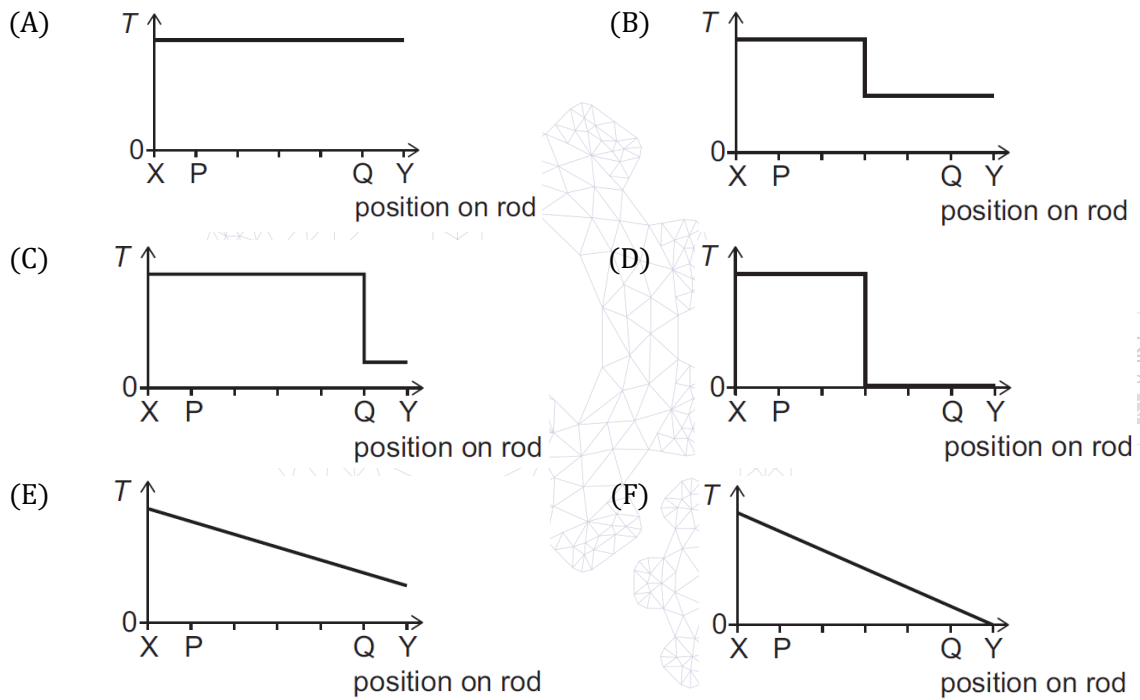 (A) T
0
X P Q Y
position on rod
(B) T
0
X P Q Y
position on rod
(C) T
0
X P Q Y
position on rod
(D) T
0
X P Q Y
position on rod
(E) T
0
X P Q Y
position on rod
(F) T
0
X P Q Y
position on rod